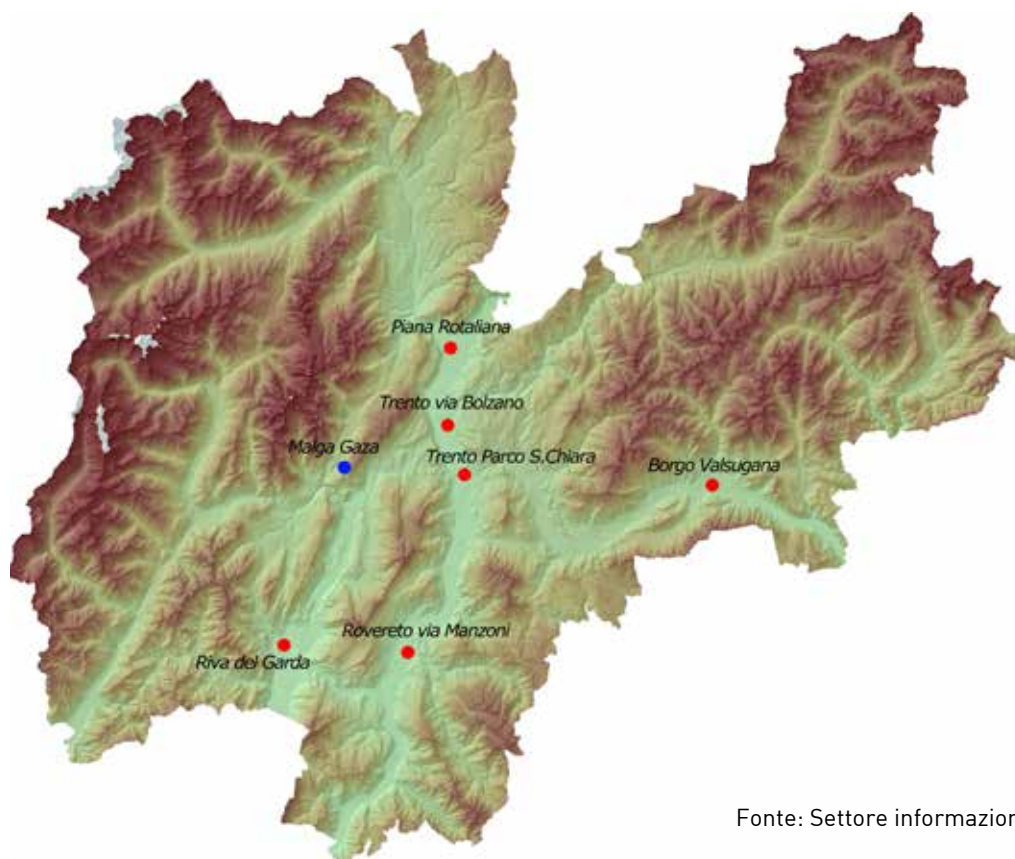 Piana Rotaliana
Trento via Bolzano
Malga Gaza
Trento Parco S.Chiara
Borgo Valsugana
Rovereto via Manzoni
Riva del Garda
Fonte: Settore informazion